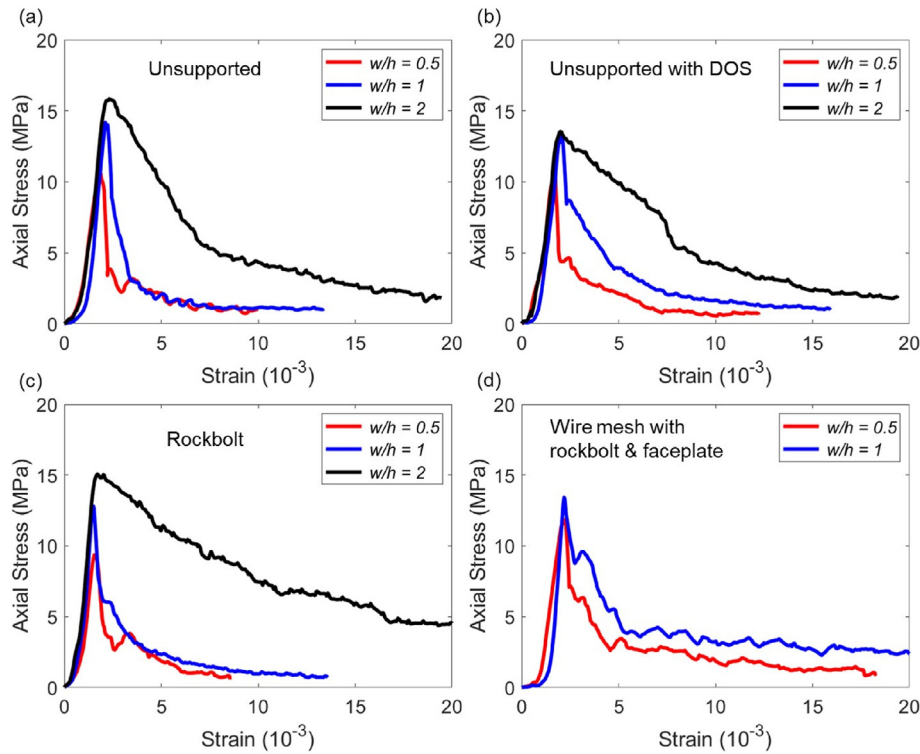 (a)
20
15
10
5
0
Axial Stress (MPa)
Unsupported
w/h = 0.5
w/h = 1
w/h = 2
0 5 10 15 20
Strain (10-3)
(b)
20
15
10
5
0
Axial Stress (MPa)
Unsupported with DOS
w/h = 0.5
w/h = 1
w/h = 2
0 5 10 15 20
Strain (10-3)
(c)
20
15
10
5
0
Axial Stress (MPa)
Rockbolt
w/h = 0.5
w/h = 1
w/h = 2
0 5 10 15 20
Strain (10-3)
(d)
20
15
10
5
0
Axial Stress (MPa)
Wire mesh with
rockbolt & faceplate
w/h = 0.5
w/h = 1
0 5 10 15 20
Strain (10-3)